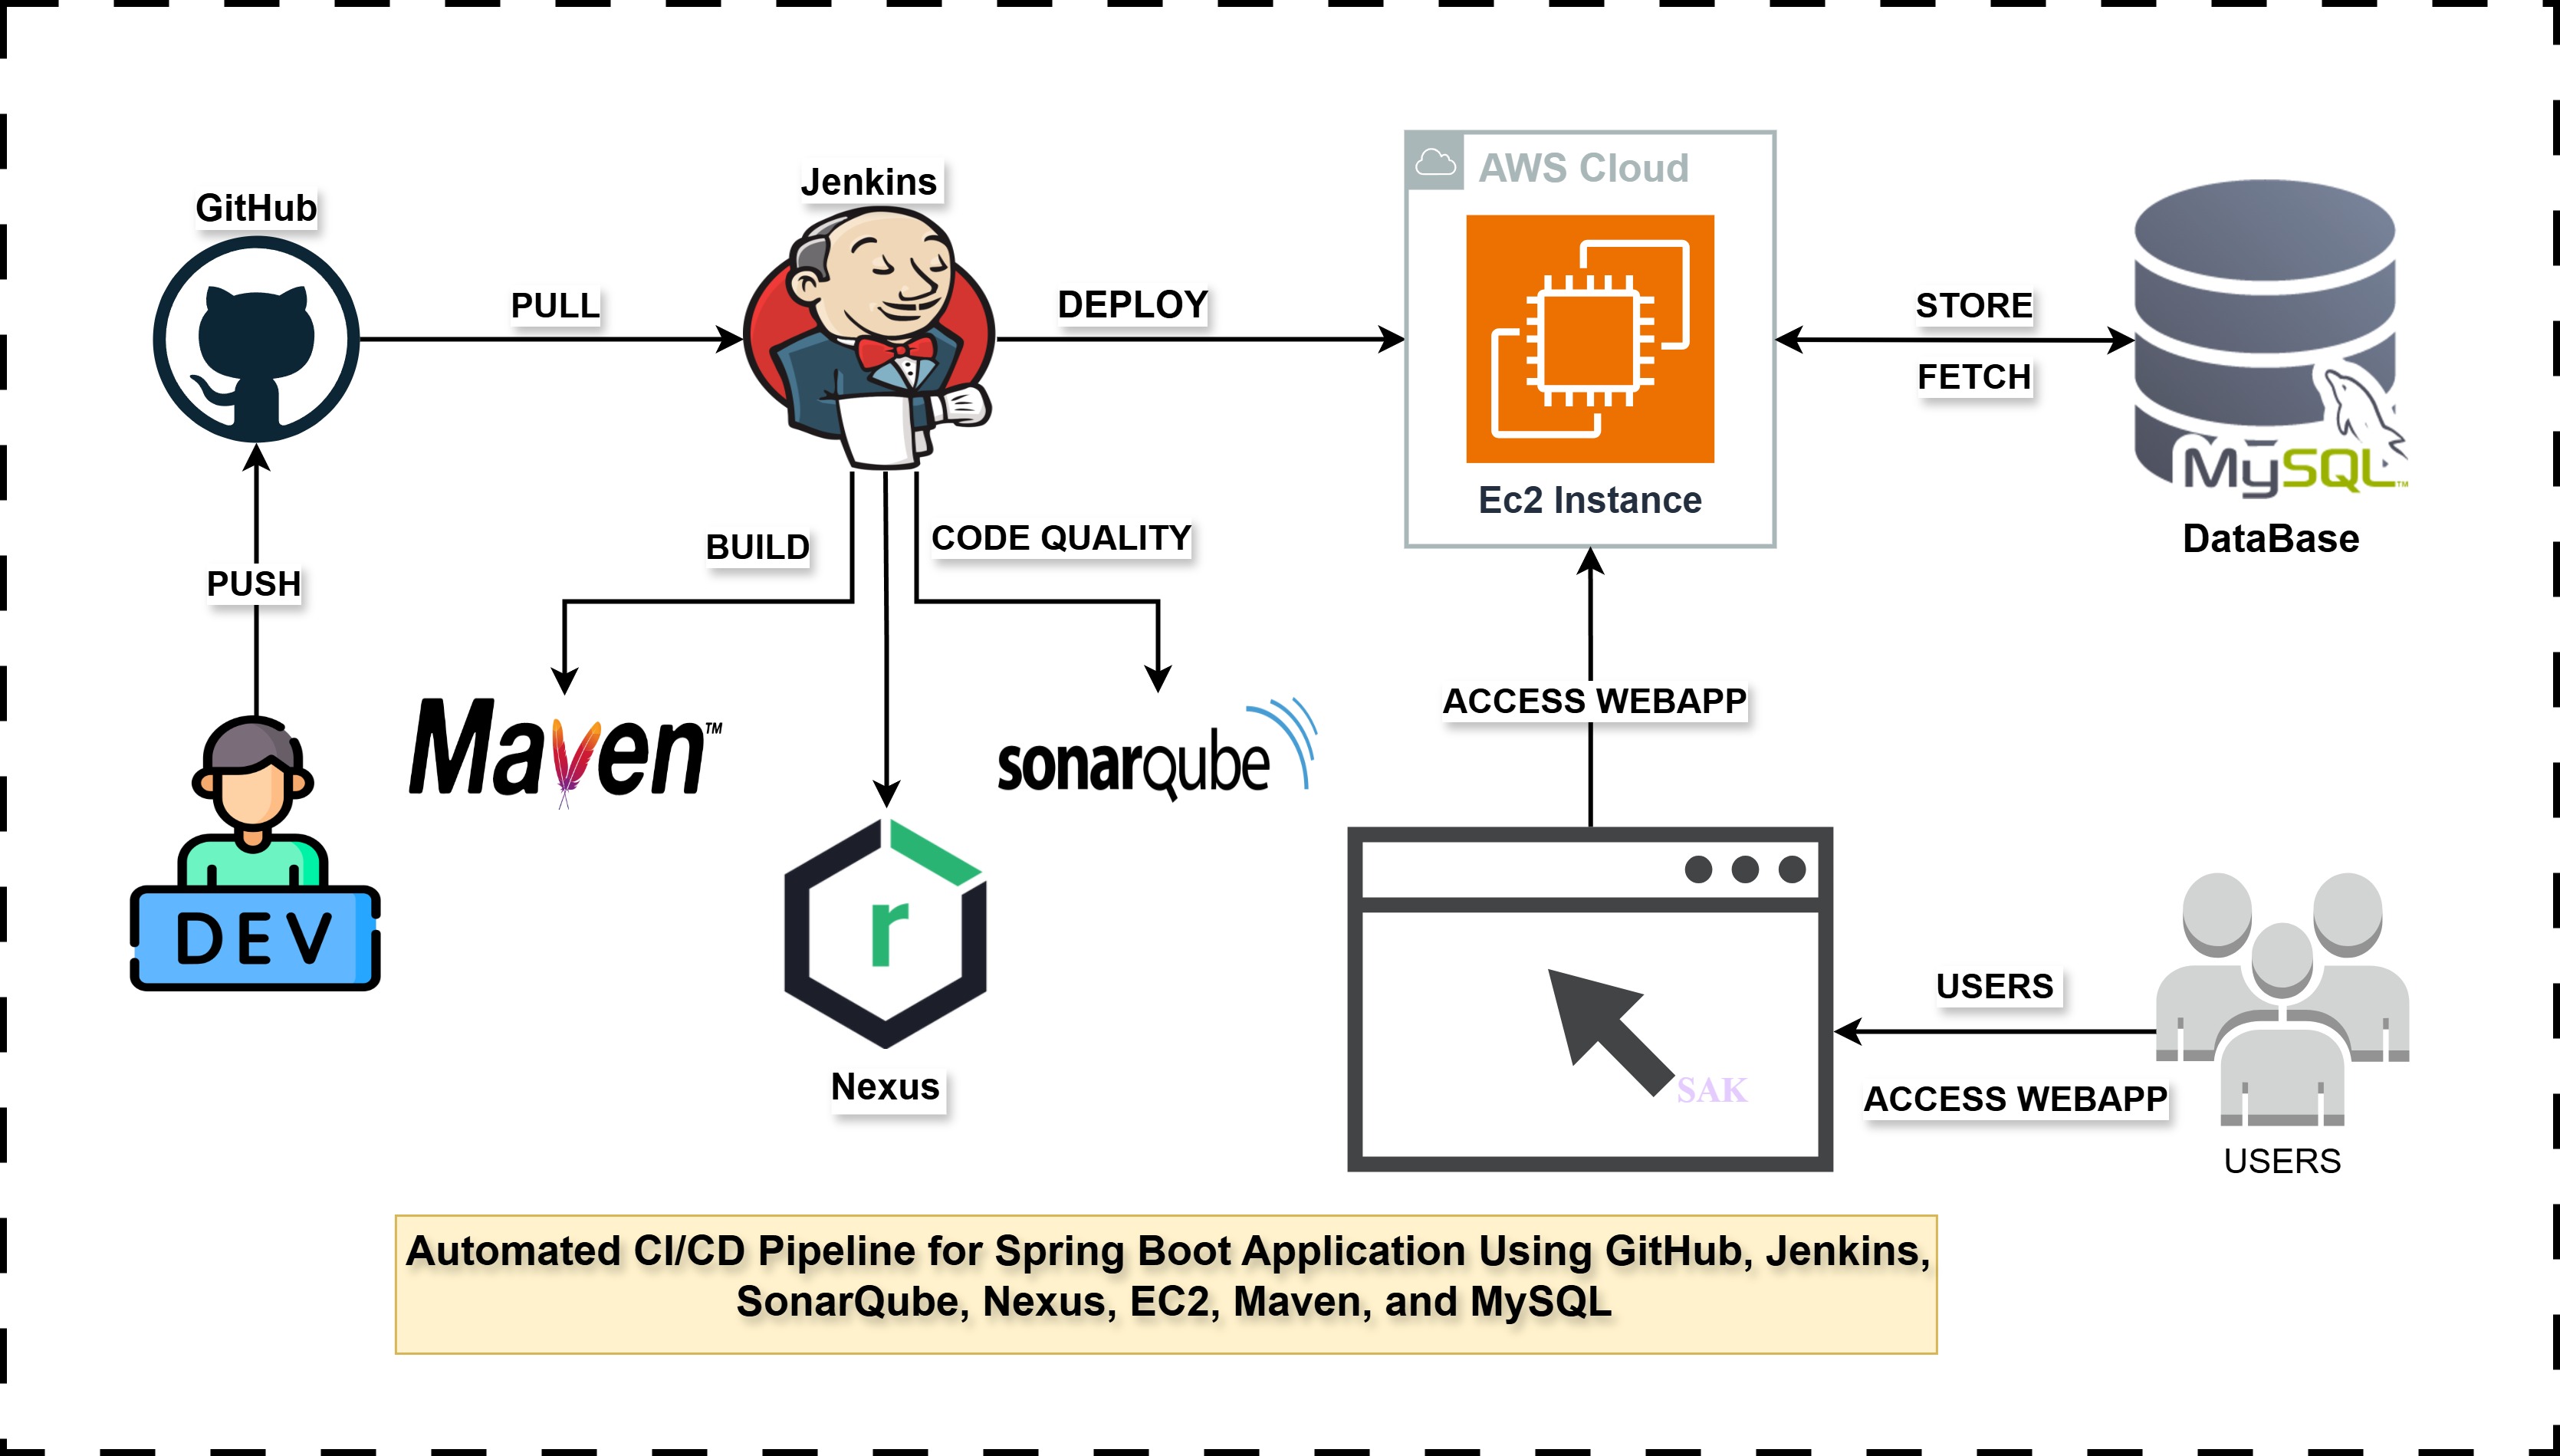 GitHub
Jenkins
AWS Cloud
PULL
DEPLOY
STORE
FETCH
MySQL™
Ec2 Instance
DataBase
BUILD
CODE QUALITY
PUSH
Maven™
sonarqube
ACCESS WEBAPP
DEV
r
Nexus
SAK
USERS
ACCESS WEBAPP
USERS
Automated CI/CD Pipeline for Spring Boot Application Using GitHub, Jenkins,
SonarQube, Nexus, EC2, Maven, and MySQL